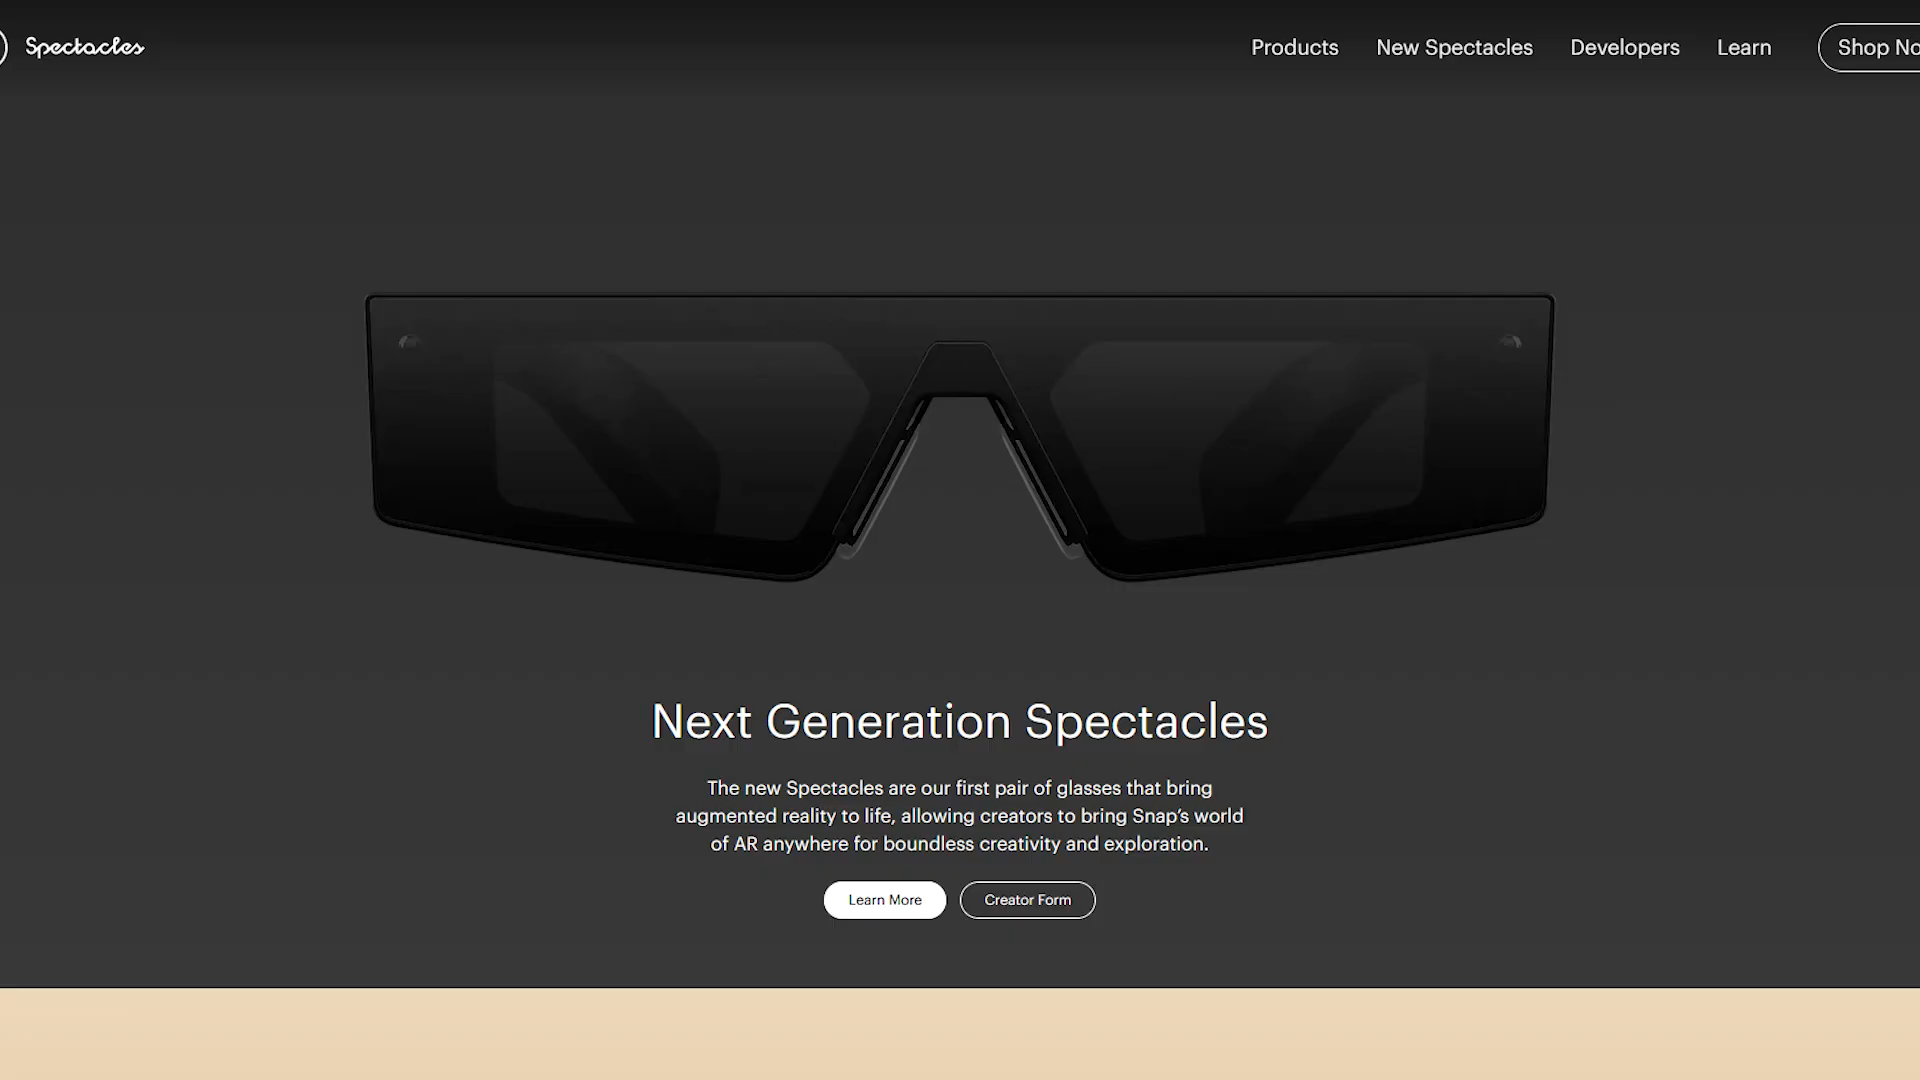 Spectacles
Products
New Spectacles
Developers
Learn
Shop No
Next Generation Spectacles
The new Spectacles are our first pair of glasses that bring
augmented reality to life, allowing creators to bring Snap’s world
of AR anywhere for boundless creativity and exploration.
Learn More
Creator Form